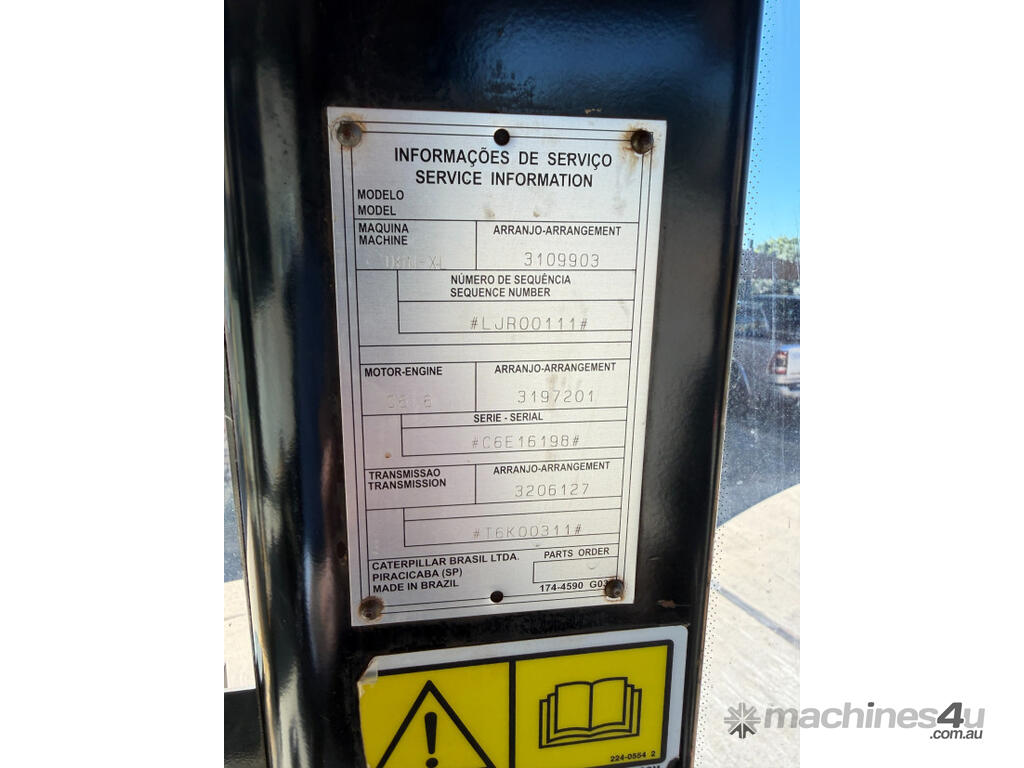 INFORMAÇÕES DE SERVIÇO
SERVICE INFORMATION
MODELO
MODEL
MAQUINA
MACHINE
ARRANJO-ARRANGEMENT
3109903
NÚMERO DE SEQUÊNCIA
SEQUENCE NUMBER
#LJR00111#
MOTOR-ENGINE
ARRANJO-ARRANGEMENT
3197201
SERIE - SERIAL
#C6E16198#
TRANSMISSAO
TRANSMISSION
ARRANJO-ARRANGEMENT
3206127
#T6K00311#
CATERPILLAR BRASIL LTDA.
PIRACICABA (SP)
MADE IN BRAZIL
PARTS ORDER
174-4590 G03
224-0554 2
machines4u
.com.au